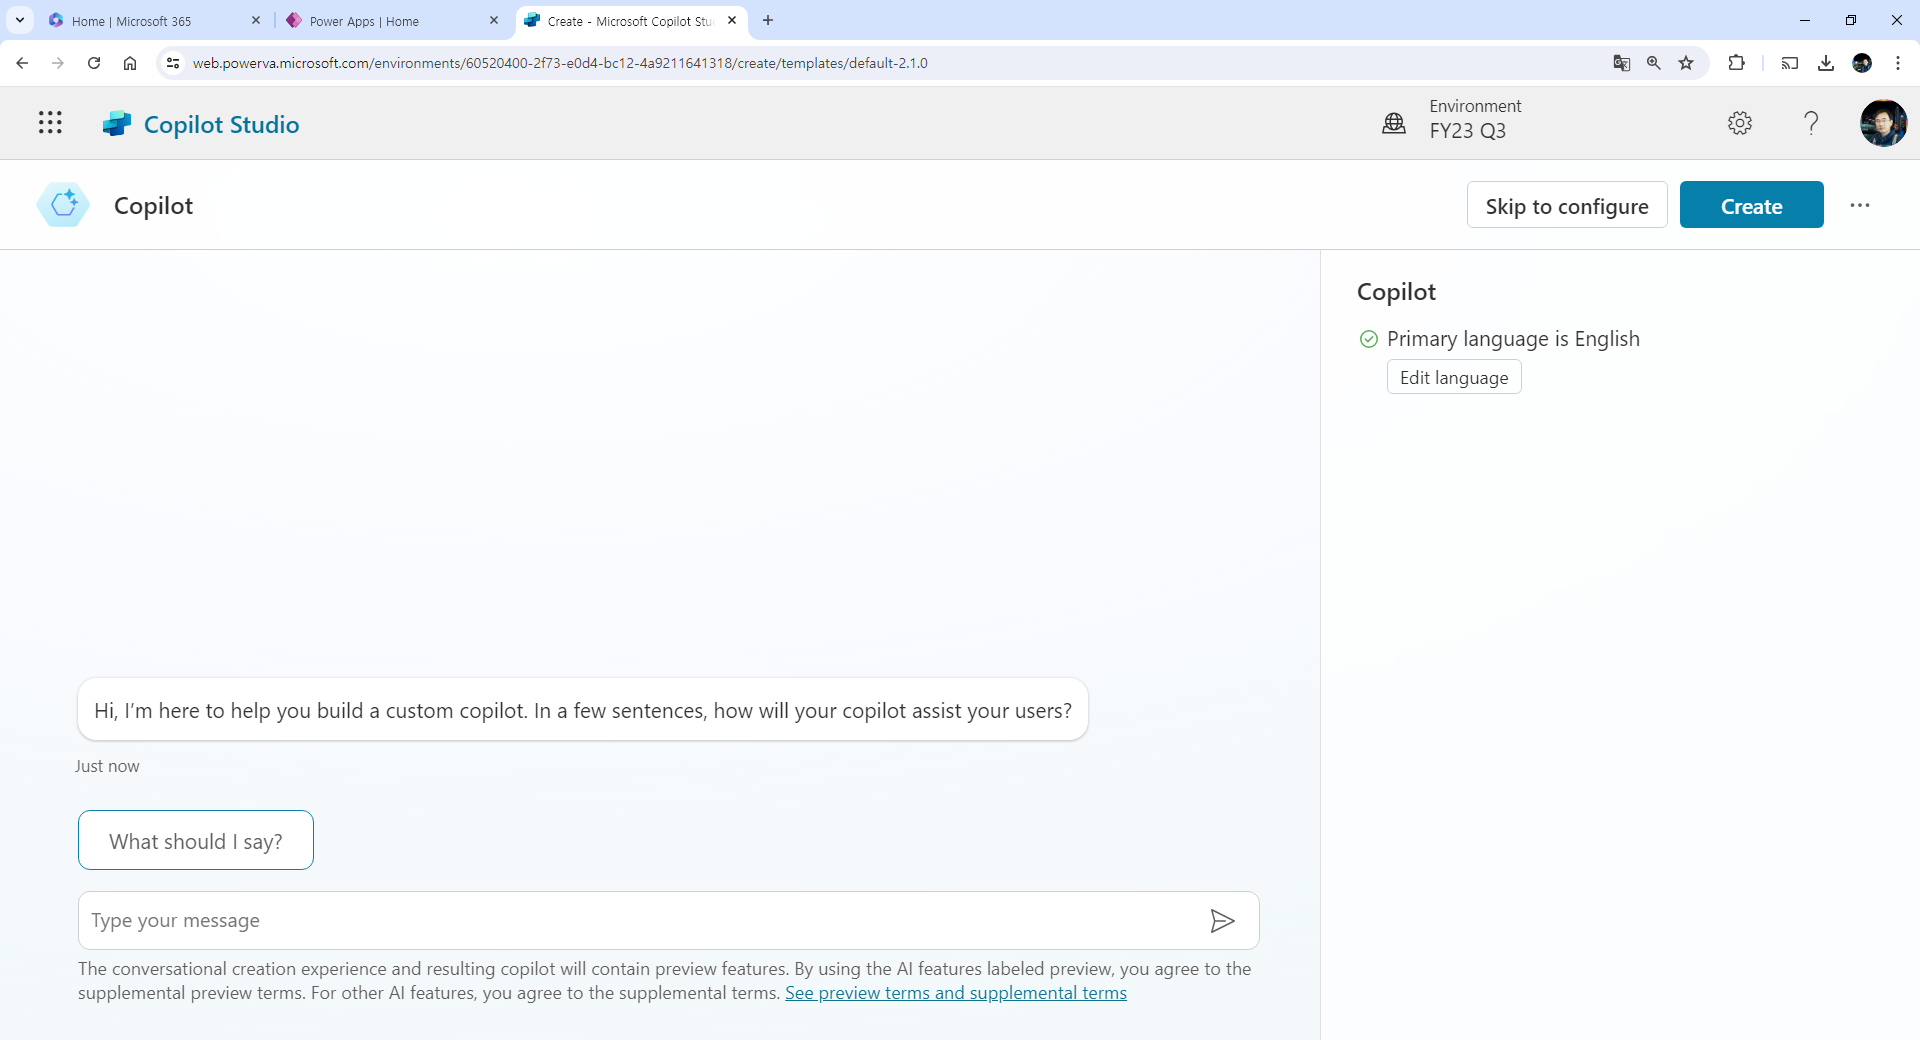 Home | Microsoft 365
Power Apps | Home
Create - Microsoft Copilot Stu
web.powerva.microsoft.com/environments/60520400-2f73-e0d4-bc12-4a9211641318/create/templates/default-2.1.0
Copilot Studio
Environment
FY23 Q3
Copilot
Skip to configure
Create
Copilot
Primary language is English
Edit language
Hi, I’m here to help you build a custom copilot. In a few sentences, how will your copilot assist your users?
Just now
What should I say?
Type your message
The conversational creation experience and resulting copilot will contain preview features. By using the AI features labeled preview, you agree to the
supplemental preview terms. For other AI features, you agree to the supplemental terms. See preview terms and supplemental terms